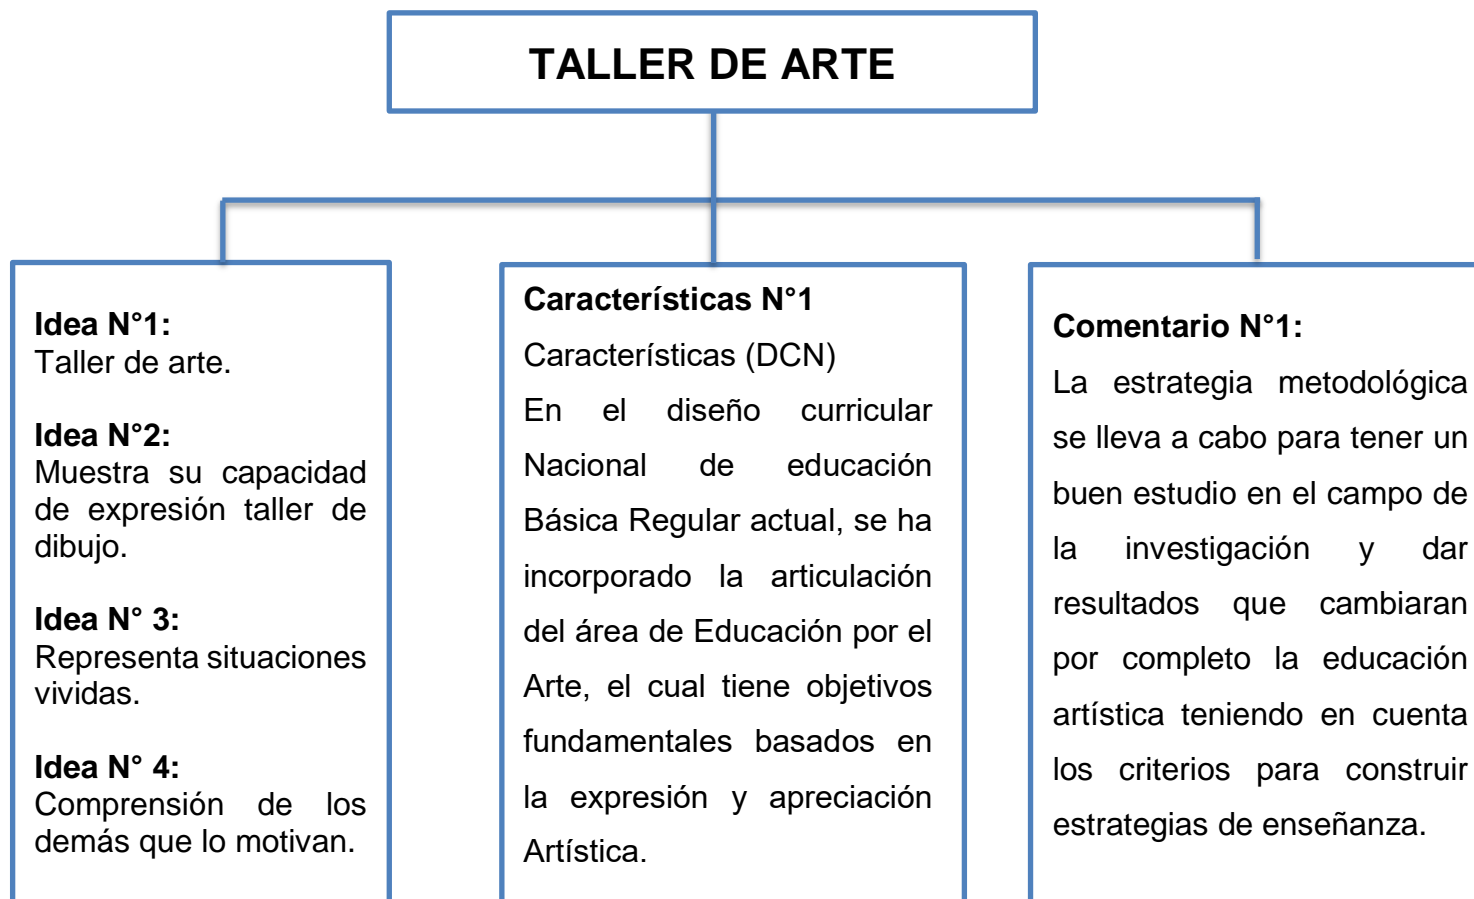 TALLER DE ARTE
Idea N°1:
Taller de arte.
Idea N°2:
Muestra su capacidad
de expresión taller de
dibujo.
Idea N° 3:
Representa situaciones
vividas.
Idea N° 4:
Comprensión de los
demás que lo motivan.
Características N°1
Características (DCN)
En el diseño curricular
Nacional de educación
Básica Regular actual, se ha
incorporado la articulación
del área de Educación por el
Arte, el cual tiene objetivos
fundamentales basados en
la expresión y apreciación
Artística.
Comentario N°1:
La estrategia metodológica
se lleva a cabo para tener un
buen estudio en el campo de
la investigación y dar
resultados que cambiaran
por completo la educación
artística teniendo en cuenta
los criterios para construir
estrategias de enseñanza.